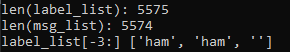 len(label_list): 5575
len(msg_list): 5574
label_list[-3:] ['ham', 'ham', '']